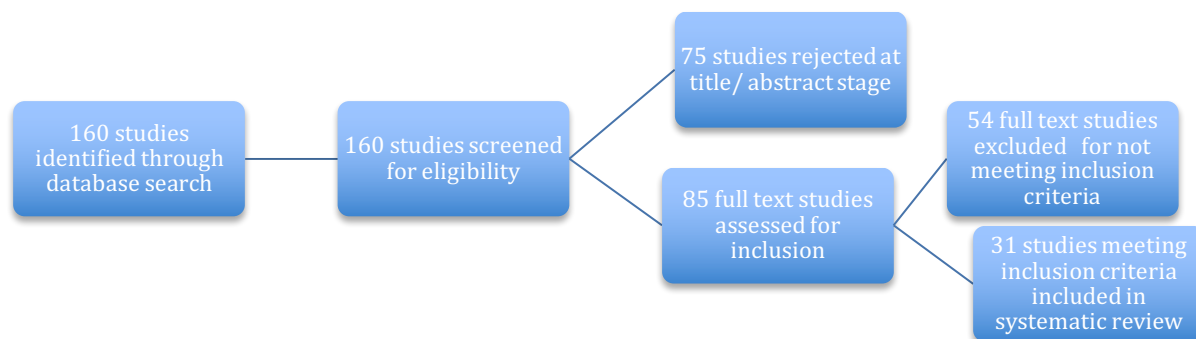 160 studies
identified through
database search
160 studies screened
for eligibility
75 studies rejected at
title/ abstract stage
85 full text studies
assessed for
inclusion
54 full text studies
excluded for not
meeting inclusion
criteria
31 studies meeting
inclusion criteria
included in
systematic review